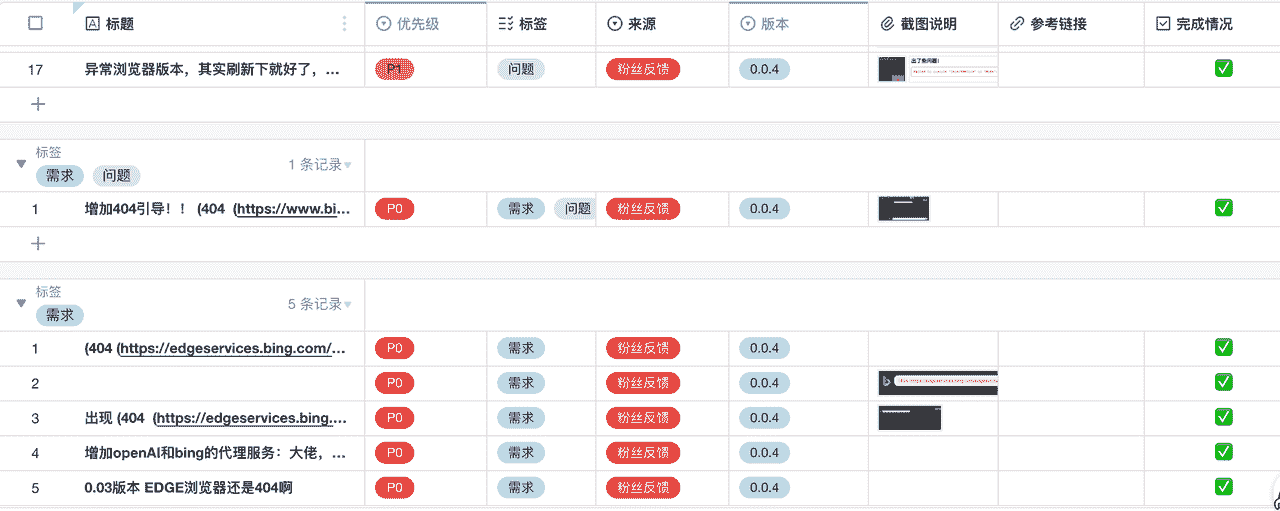 标题 优先级 标签 来源 版本 截图说明 参考链接 完成情况
17 异常浏览器版本，其实刷新下就好了，... P1 问题 粉丝反馈 0.0.4
出了些问题!
标签
需求 问题 1 条记录
1 增加404引导！！ (404 (https://www.bi... P0 需求 问题 粉丝反馈 0.0.4
标签
需求 5 条记录
1 (404 (https://edgeservices.bing.com/... P0 需求 粉丝反馈 0.0.4
2 P0 需求 粉丝反馈 0.0.4
3 出现 (404 (https://edgeservices.bing.... P0 需求 粉丝反馈 0.0.4
4 增加openAI和bing的代理服务：大佬，... P0 需求 粉丝反馈 0.0.4
5 0.03版本 EDGE浏览器还是404啊 P0 需求 粉丝反馈 0.0.4